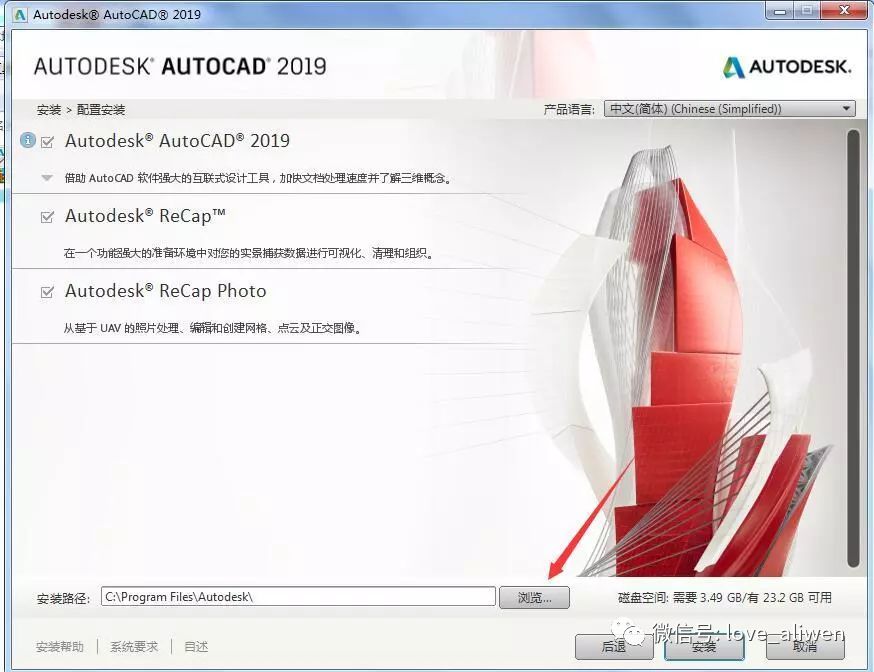 Autodesk® AutoCAD® 2019
AUTODESK® AUTOCAD® 2019
AUTODESK.
安装 > 配置安装
产品语言: 中文(简体) (Chinese (Simplified))
Autodesk® AutoCAD® 2019
借助 AutoCAD 软件强大的互联式设计工具，加快文档处理速度并了解三维概念。
Autodesk® ReCap™
在一个功能强大的准备环境中对您的实景捕获数据进行可视化、清理和组织。
Autodesk® ReCap Photo
从基于 UAV 的照片处理、编辑和创建网格、点云及正交图像。
安装路径: C:\Program Files\Autodesk\ 浏览... 磁盘空间: 需要 3.49 GB/有 23.2 GB 可用
微信号: love_aliwen
安装帮助 | 系统要求 | 自述 后退 安装 取消